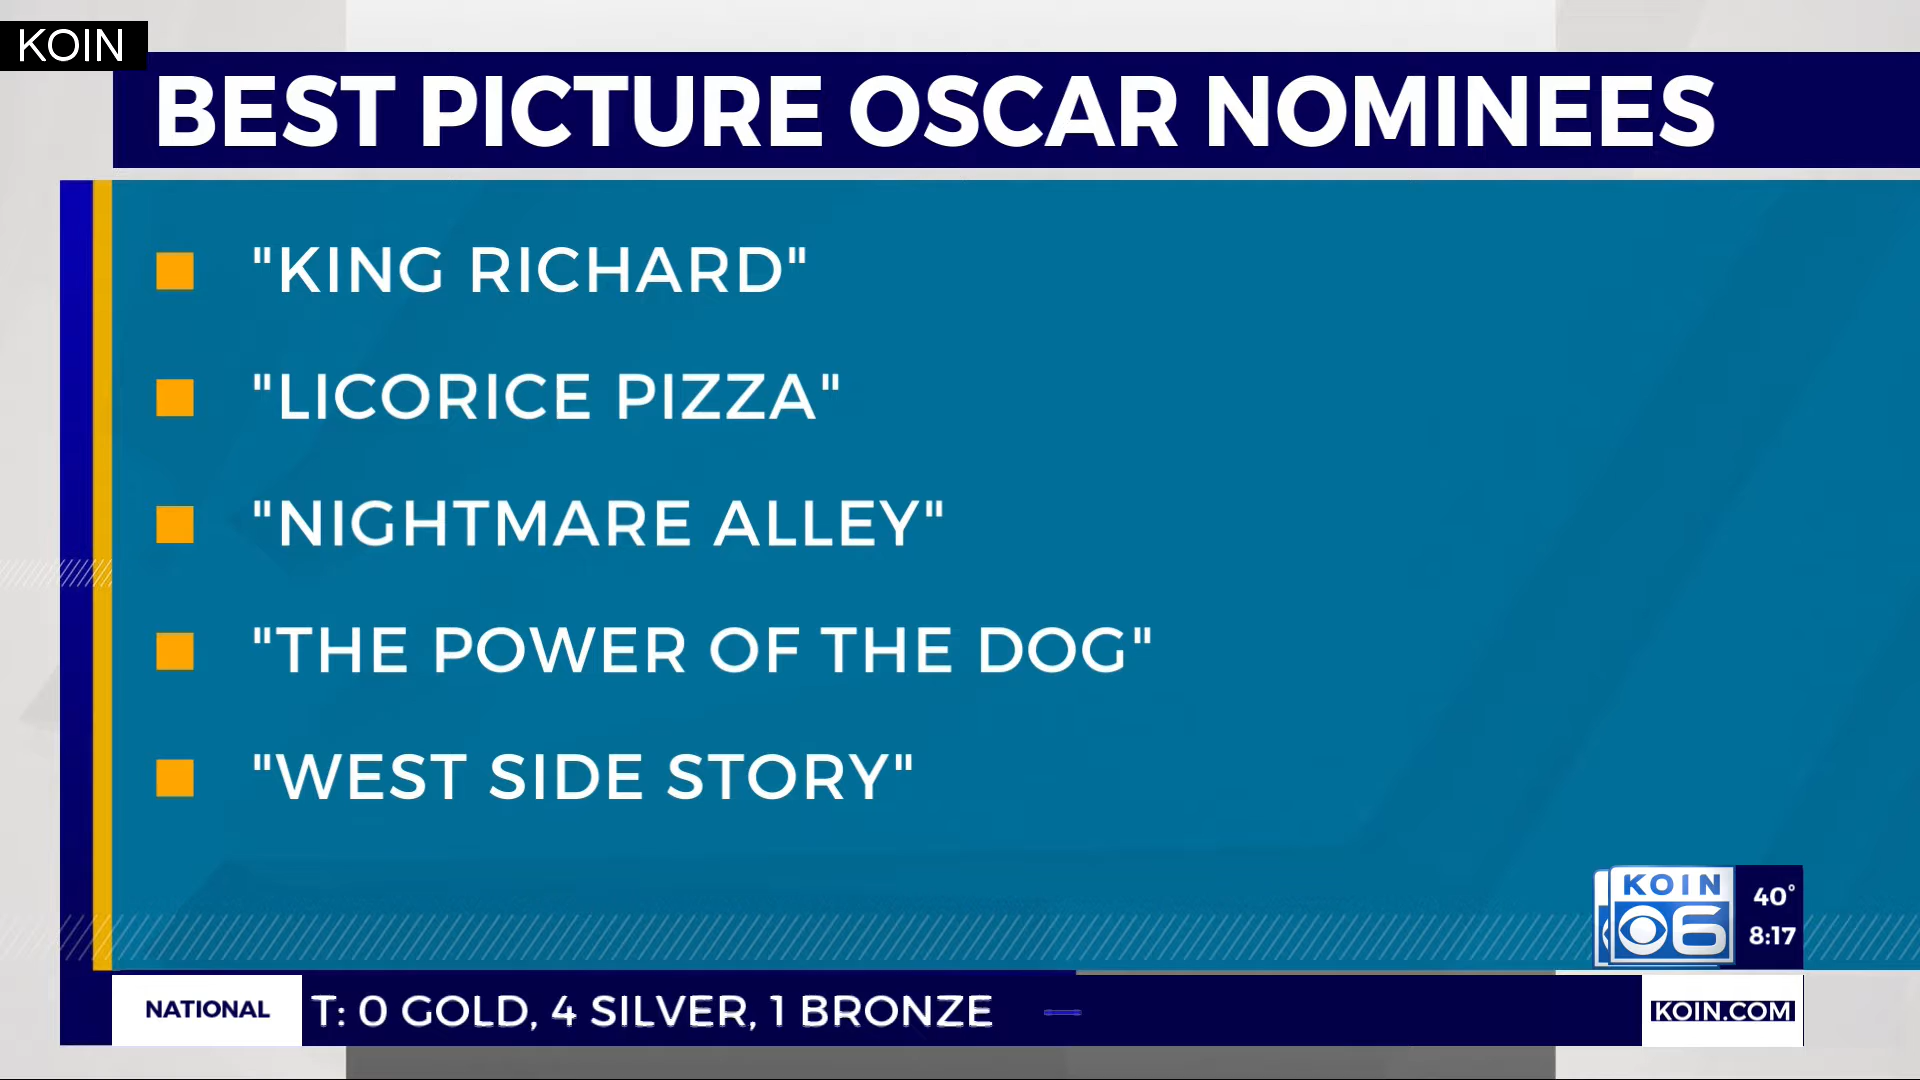 KOIN
BEST PICTURE OSCAR NOMINEES
"KING RICHARD"
"LICORICE PIZZA"
"NIGHTMARE ALLEY"
"THE POWER OF THE DOG"
"WEST SIDE STORY"
KOIN
6
40°
8:17
NATIONAL
T: 0 GOLD, 4 SILVER, 1 BRONZE
KOIN.COM